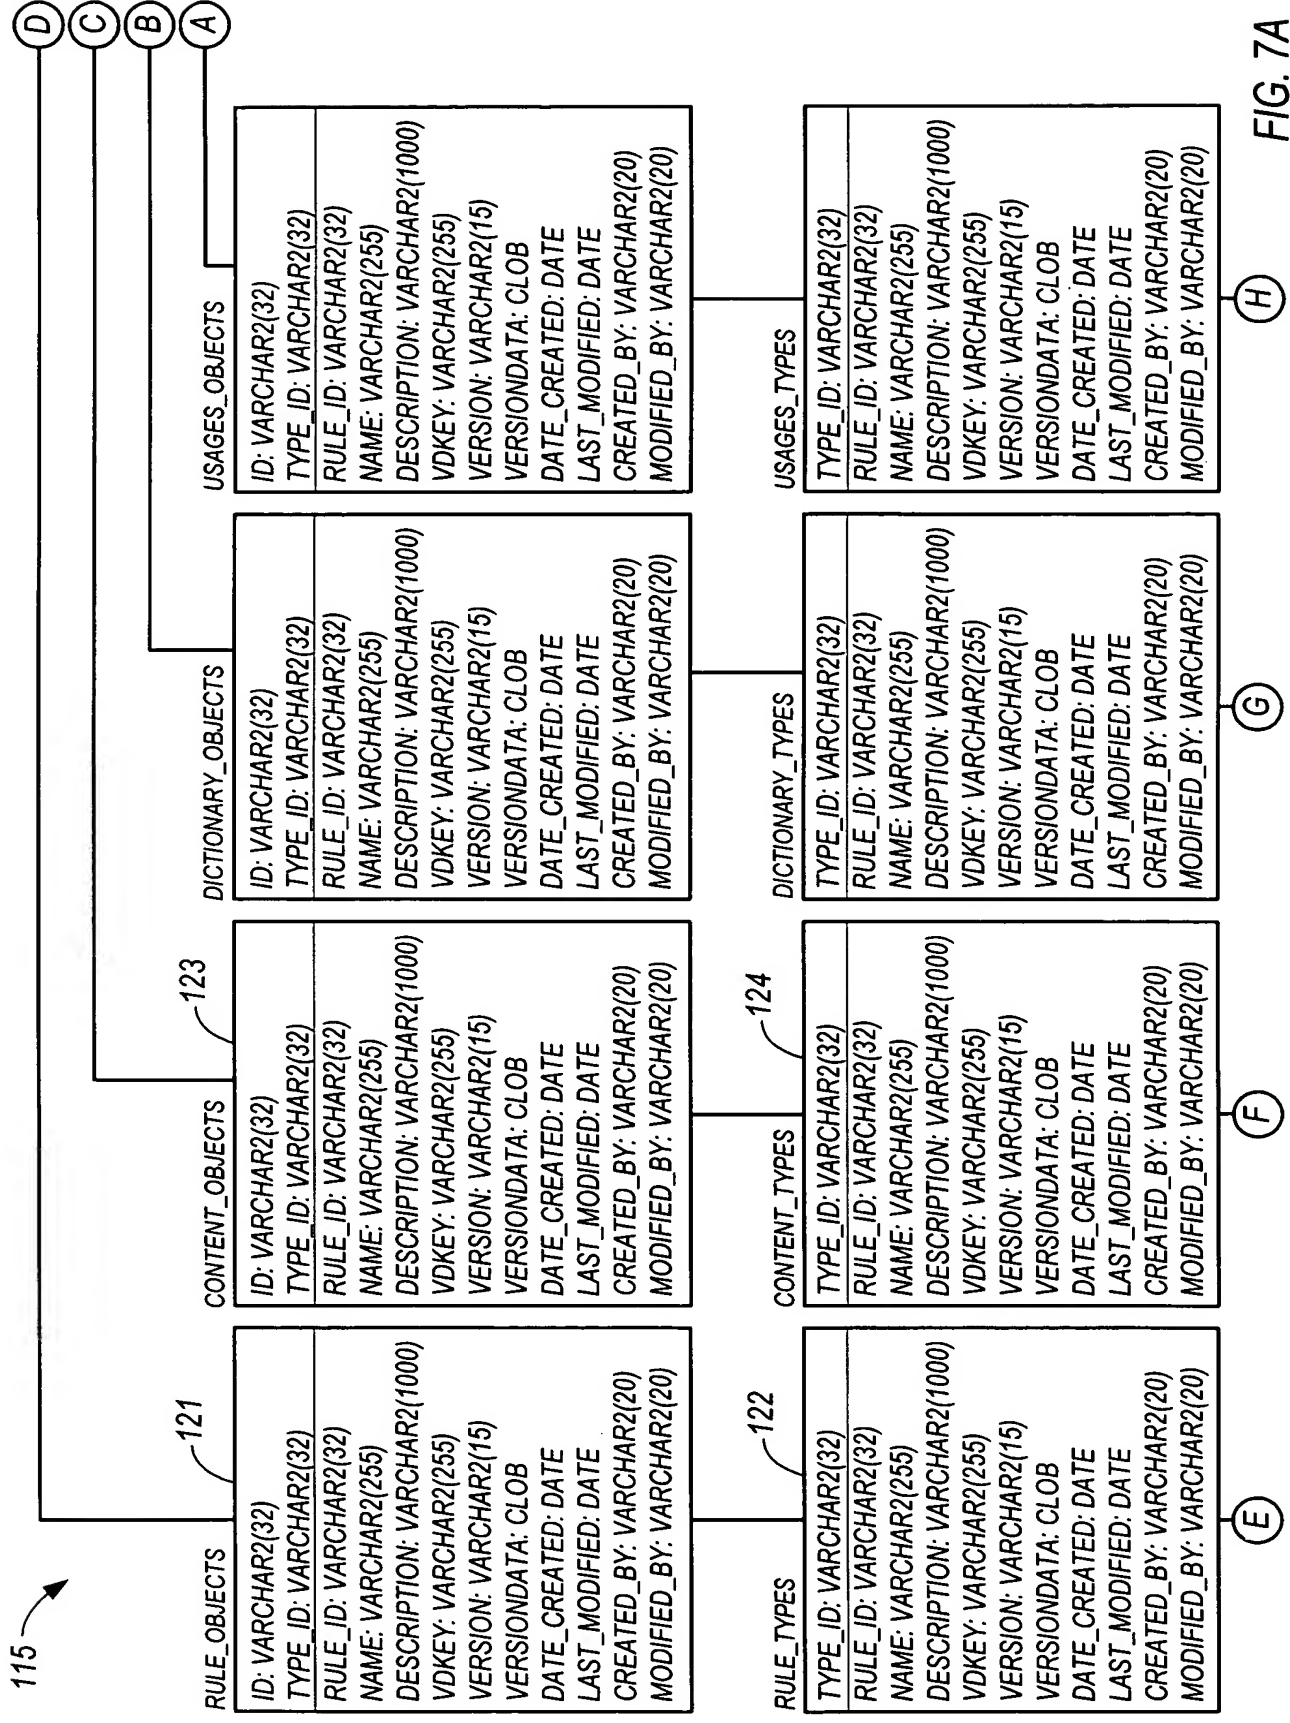 115
D
C
B
A
RULE_OBJECTS
121
ID: VARCHAR2(32)
TYPE_ID: VARCHAR2(32)
RULE_ID: VARCHAR2(32)
NAME: VARCHAR2(255)
DESCRIPTION: VARCHAR2(1000)
VDKEY: VARCHAR2(255)
VERSION: VARCHAR2(15)
VERSIONDATA: CLOB
DATE_CREATED: DATE
LAST_MODIFIED: DATE
CREATED_BY: VARCHAR2(20)
MODIFIED_BY: VARCHAR2(20)
CONTENT_OBJECTS
123
ID: VARCHAR2(32)
TYPE_ID: VARCHAR2(32)
RULE_ID: VARCHAR2(32)
NAME: VARCHAR2(255)
DESCRIPTION: VARCHAR2(1000)
VDKEY: VARCHAR2(255)
VERSION: VARCHAR2(15)
VERSIONDATA: CLOB
DATE_CREATED: DATE
LAST_MODIFIED: DATE
CREATED_BY: VARCHAR2(20)
MODIFIED_BY: VARCHAR2(20)
DICTIONARY_OBJECTS
ID: VARCHAR2(32)
TYPE_ID: VARCHAR2(32)
RULE_ID: VARCHAR2(32)
NAME: VARCHAR2(255)
DESCRIPTION: VARCHAR2(1000)
VDKEY: VARCHAR2(255)
VERSION: VARCHAR2(15)
VERSIONDATA: CLOB
DATE_CREATED: DATE
LAST_MODIFIED: DATE
CREATED_BY: VARCHAR2(20)
MODIFIED_BY: VARCHAR2(20)
USAGES_OBJECTS
ID: VARCHAR2(32)
TYPE_ID: VARCHAR2(32)
RULE_ID: VARCHAR2(32)
NAME: VARCHAR2(255)
DESCRIPTION: VARCHAR2(1000)
VDKEY: VARCHAR2(255)
VERSION: VARCHAR2(15)
VERSIONDATA: CLOB
DATE_CREATED: DATE
LAST_MODIFIED: DATE
CREATED_BY: VARCHAR2(20)
MODIFIED_BY: VARCHAR2(20)
RULE_TYPES
122
TYPE_ID: VARCHAR2(32)
RULE_ID: VARCHAR2(32)
NAME: VARCHAR2(255)
DESCRIPTION: VARCHAR2(1000)
VDKEY: VARCHAR2(255)
VERSION: VARCHAR2(15)
VERSIONDATA: CLOB
DATE_CREATED: DATE
LAST_MODIFIED: DATE
CREATED_BY: VARCHAR2(20)
MODIFIED_BY: VARCHAR2(20)
CONTENT_TYPES
124
TYPE_ID: VARCHAR2(32)
RULE_ID: VARCHAR2(32)
NAME: VARCHAR2(255)
DESCRIPTION: VARCHAR2(1000)
VDKEY: VARCHAR2(255)
VERSION: VARCHAR2(15)
VERSIONDATA: CLOB
DATE_CREATED: DATE
LAST_MODIFIED: DATE
CREATED_BY: VARCHAR2(20)
MODIFIED_BY: VARCHAR2(20)
DICTIONARY_TYPES
TYPE_ID: VARCHAR2(32)
RULE_ID: VARCHAR2(32)
NAME: VARCHAR2(255)
DESCRIPTION: VARCHAR2(1000)
VDKEY: VARCHAR2(255)
VERSION: VARCHAR2(15)
VERSIONDATA: CLOB
DATE_CREATED: DATE
LAST_MODIFIED: DATE
CREATED_BY: VARCHAR2(20)
MODIFIED_BY: VARCHAR2(20)
USAGES_TYPES
TYPE_ID: VARCHAR2(32)
RULE_ID: VARCHAR2(32)
NAME: VARCHAR2(255)
DESCRIPTION: VARCHAR2(1000)
VDKEY: VARCHAR2(255)
VERSION: VARCHAR2(15)
VERSIONDATA: CLOB
DATE_CREATED: DATE
LAST_MODIFIED: DATE
CREATED_BY: VARCHAR2(20)
MODIFIED_BY: VARCHAR2(20)
E
F
G
H
FIG. 7A